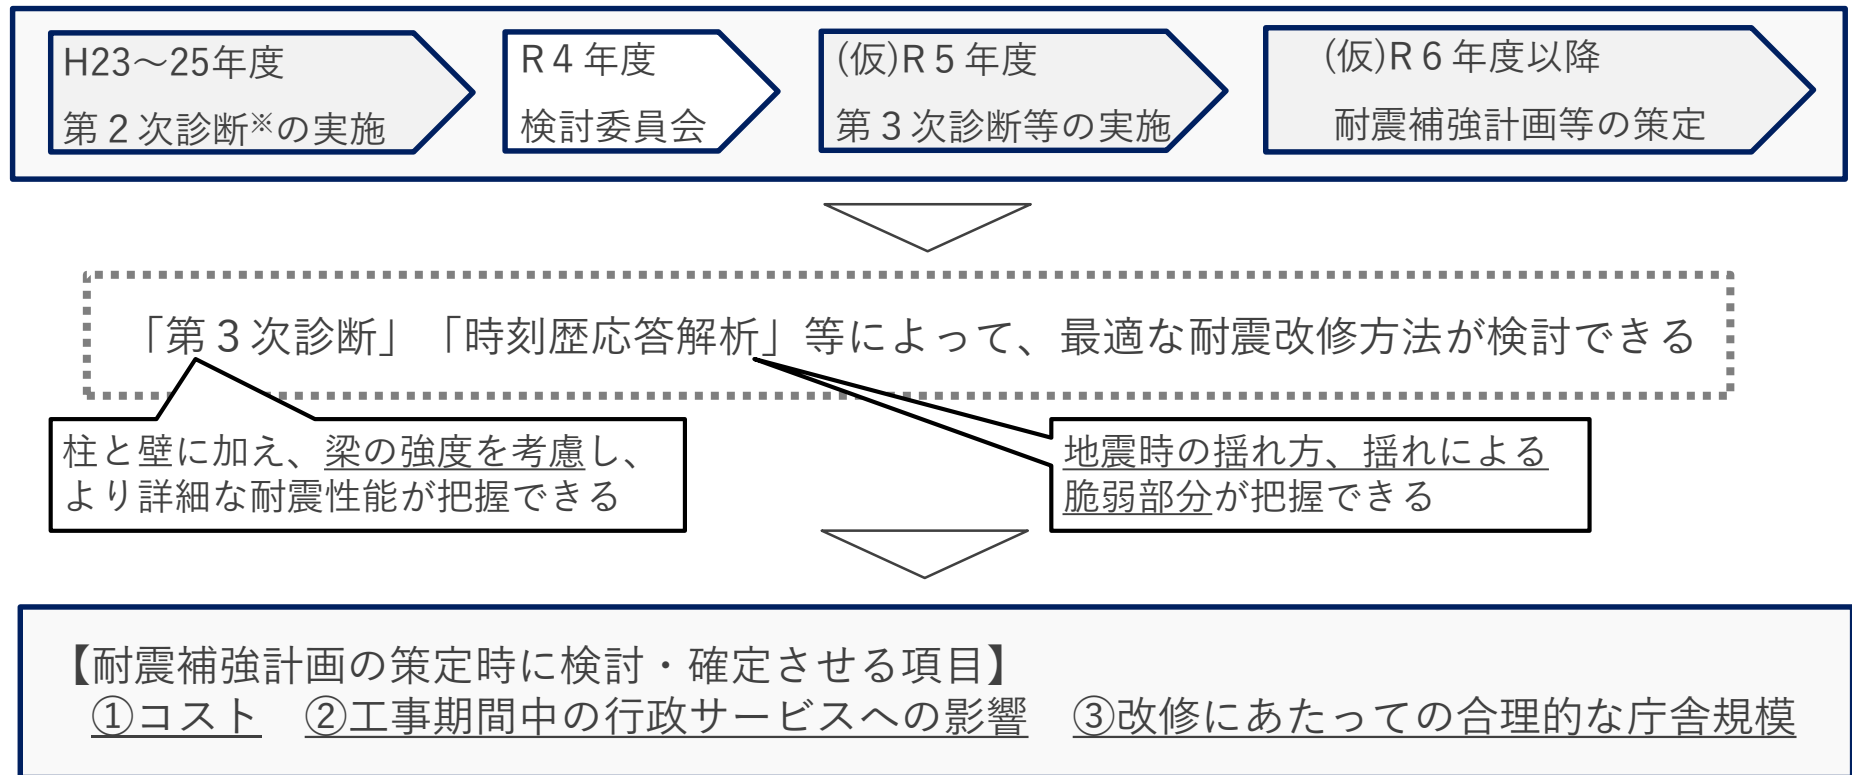 H23～25年度
第２次診断※の実施
R４年度
検討委員会
(仮)R５年度
第３次診断等の実施
(仮)R６年度以降
耐震補強計画等の策定
「第３次診断」「時刻歴応答解析」等によって、最適な耐震改修方法が検討できる
柱と壁に加え、梁の強度を考慮し、
より詳細な耐震性能が把握できる
地震時の揺れ方、揺れによる
脆弱部分が把握できる
【耐震補強計画の策定時に検討・確定させる項目】
①コスト　②工事期間中の行政サービスへの影響　③改修にあたっての合理的な庁舎規模